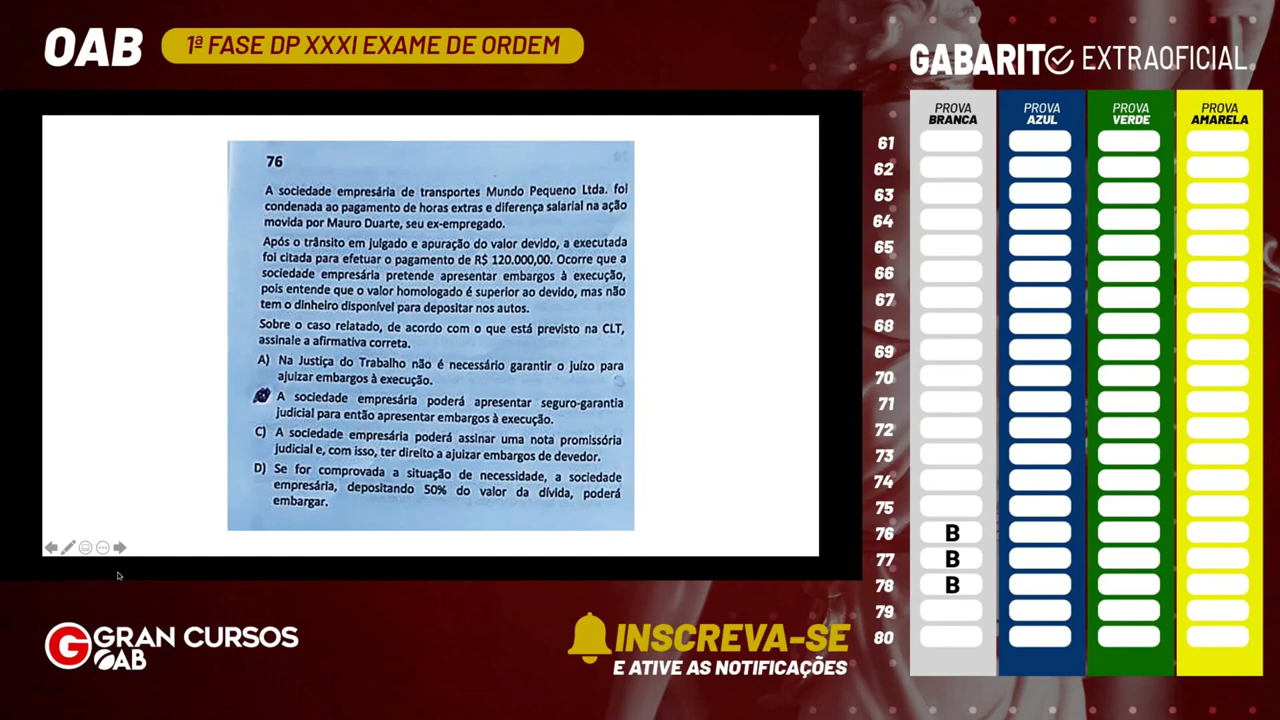 OAB
1ª FASE DP XXXI EXAME DE ORDEM
GABARITO EXTRAOFICIAL
76
A sociedade empresária de transportes Mundo Pequeno Ltda. foi
condenada ao pagamento de horas extras e diferença salarial na ação
movida por Mauro Duarte, seu ex-empregado.
Após o trânsito em julgado e apuração do valor devido, a executada
foi citada para efetuar o pagamento de R$ 120.000,00. Ocorre que a
sociedade empresária pretende apresentar embargos à execução,
pois entende que o valor homologado é superior ao devido, mas não
tem o dinheiro disponível para depositar nos autos.
Sobre o caso relatado, de acordo com o que está previsto na CLT,
assinale a afirmativa correta.
A) Na Justiça do Trabalho não é necessário garantir o juízo para
ajuizar embargos à execução.
A sociedade empresária poderá apresentar seguro-garantia
judicial para então apresentar embargos à execução.
C) A sociedade empresária poderá assinar uma nota promissória
judicial e, com isso, ter direito a ajuizar embargos de devedor.
D) Se for comprovada a situação de necessidade, a sociedade
empresária, depositando 50% do valor da dívida, poderá
embargar.
PROVA BRANCA
PROVA AZUL
PROVA VERDE
PROVA AMARELA
61
62
63
64
65
66
67
68
69
70
71
72
73
74
75
76 B
77 B
78 B
79
80
G GRAN CURSOS
OAB
INSCREVA-SE
E ATIVE AS NOTIFICAÇÕES